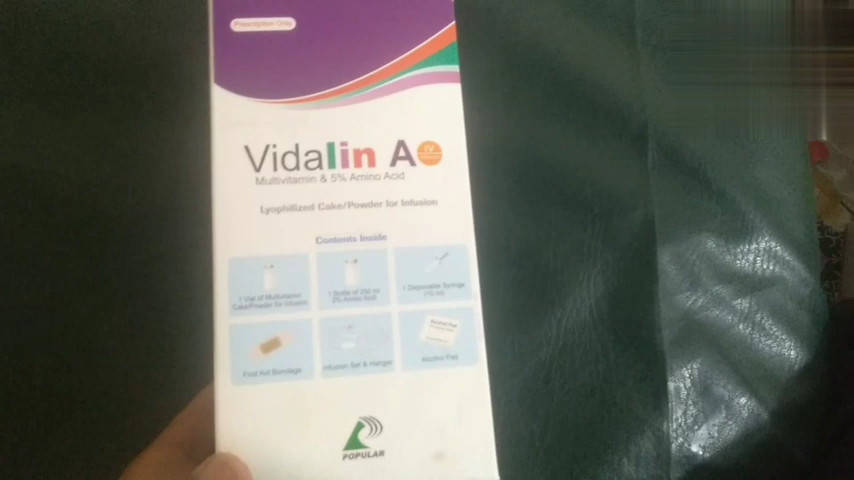 Prescription Only
Vidalin A
IV
Multivitamin & 5% Amino Acid
Lyophilized Cake/Powder for Infusion
Contents Inside
1 Vial of Multivitamin
Cake/Powder for Infusion
1 Bottle of 250 ml
5% Amino Acid
1 Disposable Syringe
(10 ml)
First Aid Bandage
Infusion Set & Hanger
Alcohol Pad
Alcohol Pad
POPULAR